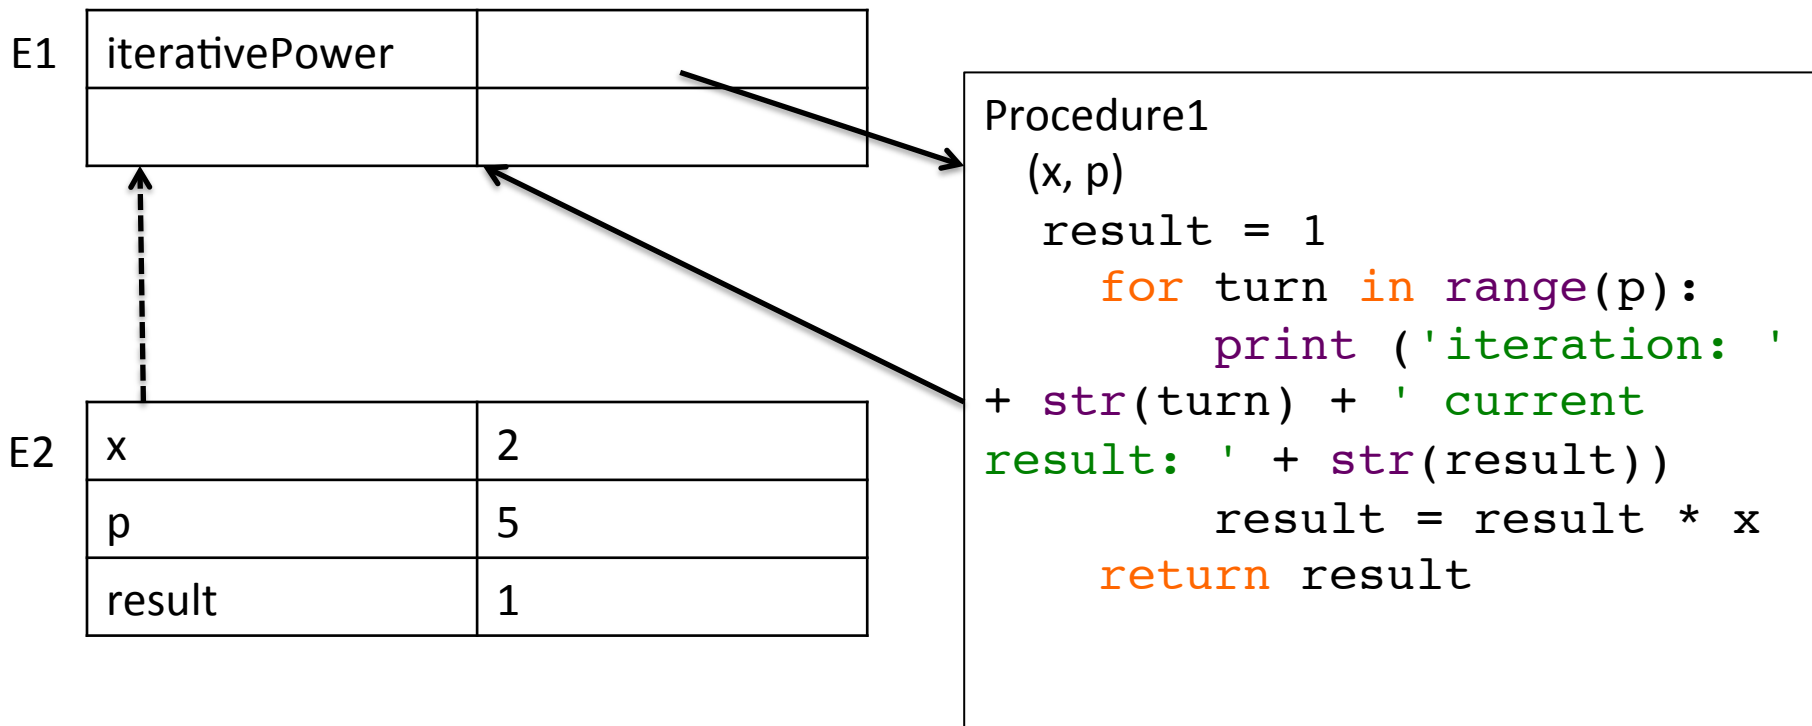 E1 iterativePower
Procedure1
(x, p)
result = 1
for turn in range(p):
print ('iteration: '
+ str(turn) + ' current
result: ' + str(result))
result = result * x
return result
E2 x 2
p 5
result 1